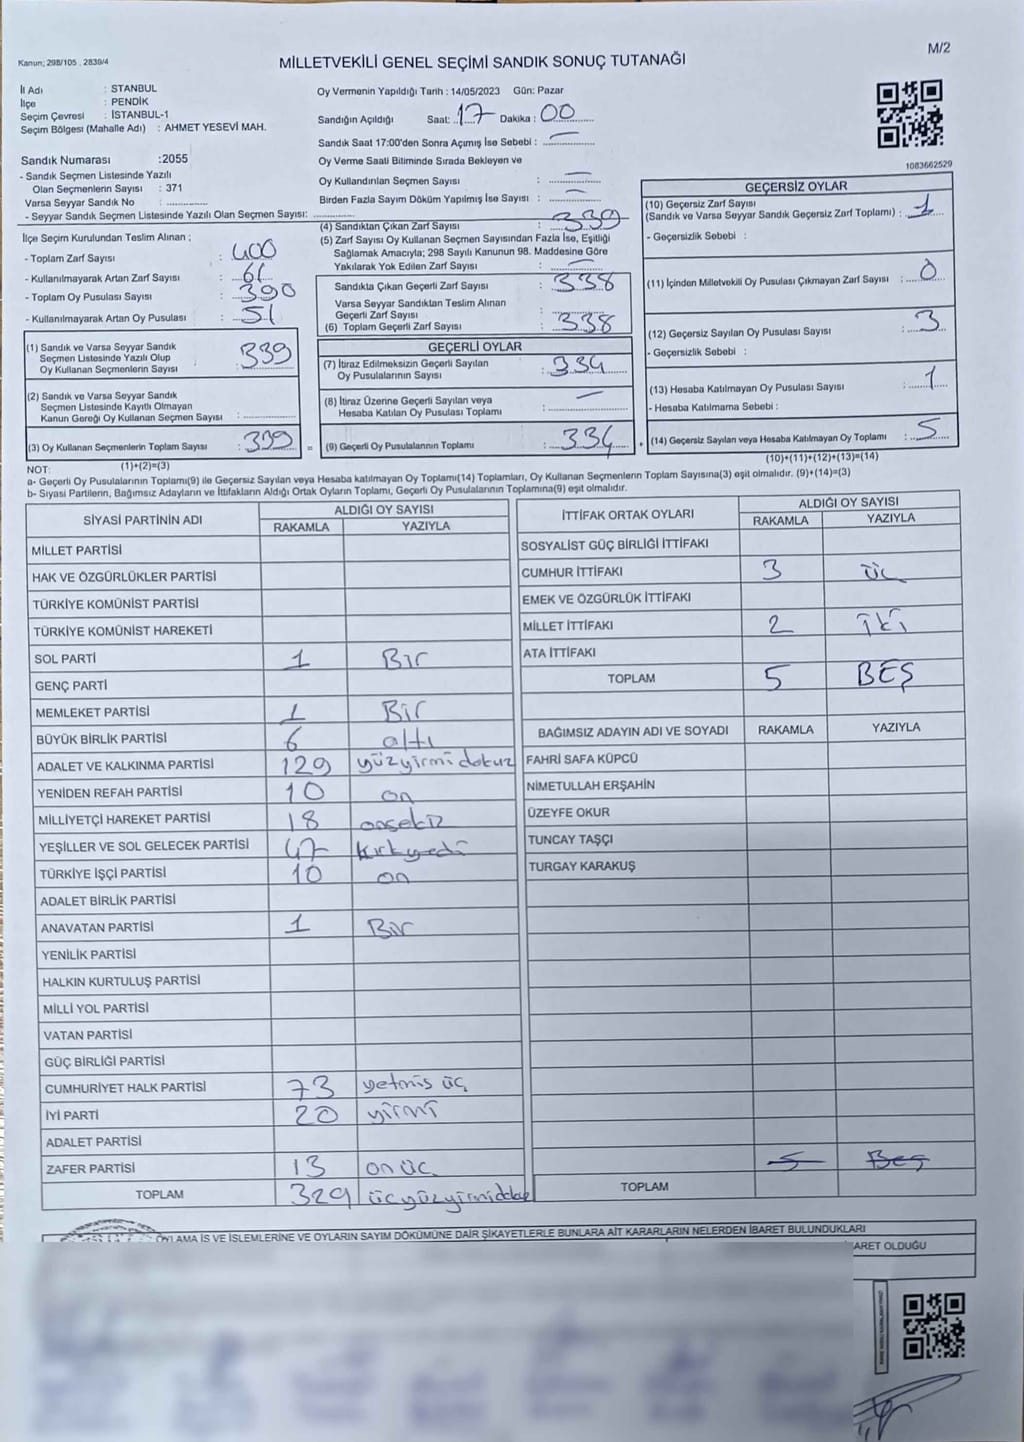 Kanun; 298/105 , 2839/4
MİLLETVEKİLİ GENEL SEÇİMİ SANDIK SONUÇ TUTANAĞI
M/2
İl Adı : STANBUL
İlçe : PENDİK
Seçim Çevresi : İSTANBUL-1
Seçim Bölgesi (Mahalle Adı) : AHMET YESEVİ MAH.
Sandık Numarası :2055
- Sandık Seçmen Listesinde Yazılı
Olan Seçmenlerin Sayısı : 371
Varsa Seyyar Sandık No : ..............
- Seyyar Sandık Seçmen Listesinde Yazılı Olan Seçmen Sayısı: ..............
İlçe Seçim Kurulundan Teslim Alınan ;
- Toplam Zarf Sayısı : 400
- Kullanılmayarak Artan Zarf Sayısı : 61
- Toplam Oy Pusulası Sayısı : 390
- Kullanılmayarak Artan Oy Pusulası : 51
(1) Sandık ve Varsa Seyyar Sandık
Seçmen Listesinde Yazılı Olup
Oy Kullanan Seçmenlerin Sayısı : 339
(2) Sandık ve Varsa Seyyar Sandık
Seçmen Listesinde Kayıtlı Olmayan
Kanun Gereği Oy Kullanan Seçmen Sayısı : ..............
(3) Oy Kullanan Seçmenlerin Toplam Sayısı : 339
(1)+(2)=(3)
Oy Vermenin Yapıldığı Tarih : 14/05/2023 Gün: Pazar
Sandığın Açıldığı Saat: 17 Dakika : 00
Sandık Saat 17:00'den Sonra Açımış İse Sebebi : —
Oy Verme Saati Bitiminde Sırada Bekleyen ve
Oy Kullandırılan Seçmen Sayısı : —
Birden Fazla Sayım Döküm Yapılmış İse Sayısı : —
(4) Sandıktan Çıkan Zarf Sayısı : 339
(5) Zarf Sayısı Oy Kullanan Seçmen Sayısından Fazla İse, Eşitliği
Sağlamak Amacıyla; 298 Sayılı Kanunun 98. Maddesine Göre
Yakılarak Yok Edilen Zarf Sayısı : —
Sandıkta Çıkan Geçerli Zarf Sayısı : 338
Varsa Seyyar Sandıktan Teslim Alınan
Geçerli Zarf Sayısı :
(6) Toplam Geçerli Zarf Sayısı : 338
GEÇERLİ OYLAR
(7) İtiraz Edilmeksizin Geçerli Sayılan
Oy Pusulalarının Sayısı : 334
(8) İtiraz Üzerine Geçerli Sayılan veya
Hesaba Katılan Oy Pusulası Toplamı : —
= (9) Geçerli Oy Pusulalarının Toplamı : 334
1083662529
GEÇERSİZ OYLAR
(10) Geçersiz Zarf Sayısı
(Sandık ve Varsa Seyyar Sandık Geçersiz Zarf Toplamı) : 1
- Geçersizlik Sebebi :
(11) İçinden Milletvekili Oy Pusulası Çıkmayan Zarf Sayısı : 0
(12) Geçersiz Sayılan Oy Pusulası Sayısı : 3
- Geçersizlik Sebebi :
(13) Hesaba Katılmayan Oy Pusulası Sayısı : 1
- Hesaba Katılmama Sebebi :
+ (14) Geçersiz Sayılan veya Hesaba Katılmayan Oy Toplamı : 5
(10)+(11)+(12)+(13)=(14)
NOT:
a- Geçerli Oy Pusulalarının Toplamı(9) ile Geçersiz Sayılan veya Hesaba katılmayan Oy Toplamı(14) Toplamları, Oy Kullanan Seçmenlerin Toplam Sayısına(3) eşit olmalıdır. (9)+(14)=(3)
b- Siyasi Partilerin, Bağımsız Adayların ve İttifakların Aldığı Ortak Oyların Toplamı, Geçerli Oy Pusulalarının Toplamına(9) eşit olmalıdır.
SİYASİ PARTİNİN ADI ALDIĞI OY SAYISI
RAKAMLA YAZIYLA
MİLLET PARTİSİ
HAK VE ÖZGÜRLÜKLER PARTİSİ
TÜRKİYE KOMÜNİST PARTİSİ
TÜRKİYE KOMÜNİST HAREKETİ
SOL PARTİ 1 Bir
GENÇ PARTİ
MEMLEKET PARTİSİ 1 Bir
BÜYÜK BİRLİK PARTİSİ 6 altı
ADALET VE KALKINMA PARTİSİ 129 yüzyirmidokuz
YENİDEN REFAH PARTİSİ 10 on
MİLLİYETÇİ HAREKET PARTİSİ 18 onsekiz
YEŞİLLER VE SOL GELECEK PARTİSİ 47 kırkyedi
TÜRKİYE İŞÇİ PARTİSİ 10 on
ADALET BİRLİK PARTİSİ
ANAVATAN PARTİSİ 1 Bir
YENİLİK PARTİSİ
HALKIN KURTULUŞ PARTİSİ
MİLLİ YOL PARTİSİ
VATAN PARTİSİ
GÜÇ BİRLİĞİ PARTİSİ
CUMHURİYET HALK PARTİSİ 73 yetmis üç
İYİ PARTİ 20 yirmi
ADALET PARTİSİ
ZAFER PARTİSİ 13 onüç
TOPLAM 329
İTTİFAK ORTAK OYLARI ALDIĞI OY SAYISI
RAKAMLA YAZIYLA
SOSYALİST GÜÇ BİRLİĞİ İTTİFAKI
CUMHUR İTTİFAKI 3 üç
EMEK VE ÖZGÜRLÜK İTTİFAKI
MİLLET İTTİFAKI 2 iki
ATA İTTİFAKI
TOPLAM 5 BEŞ
BAĞIMSIZ ADAYIN ADI VE SOYADI RAKAMLA YAZIYLA
FAHRİ SAFA KÜPCÜ
NİMETULLAH ERŞAHİN
ÜZEYFE OKUR
TUNCAY TAŞÇI
TURGAY KARAKUŞ
5 Beş
TOPLAM
OYLAMA İŞ VE İŞLEMLERİNE VE OYLARIN SAYIM DÖKÜMÜNE DAİR ŞİKAYETLERLE BUNLARA AİT KARARLARIN NELERDEN İBARET BULUNDUKLARI
BARET OLDUĞU